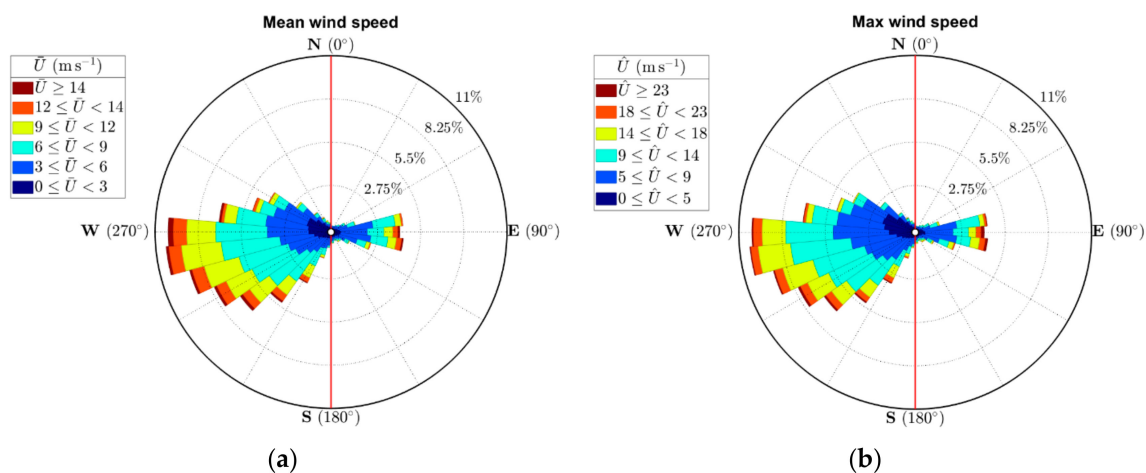 Mean wind speed
N (0°)
Ū (m s⁻¹)
Ū ≥ 14
12 ≤ Ū < 14
9 ≤ Ū < 12
6 ≤ Ū < 9
3 ≤ Ū < 6
0 ≤ Ū < 3
11%
8.25%
5.5%
2.75%
W (270°)
E (90°)
S (180°)
(a)
Max wind speed
N (0°)
Û (m s⁻¹)
Û ≥ 23
18 ≤ Û < 23
14 ≤ Û < 18
9 ≤ Û < 14
5 ≤ Û < 9
0 ≤ Û < 5
11%
8.25%
5.5%
2.75%
W (270°)
E (90°)
S (180°)
(b)